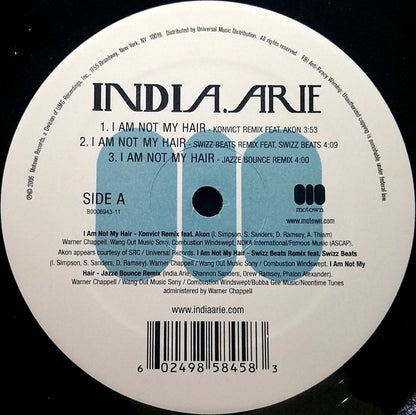 ℗© 2006 Motown Records, a Division of UMG Recordings, Inc., 1755 Broadway, New York, NY 10019. Distributed by Universal Music Distribution. All rights reserved. FBI Anti-Piracy Warning: Unauthorized copying is punishable under federal law.
INDIA.ARIE
1. I AM NOT MY HAIR - KONVICT REMIX FEAT. AKON 3:53
2. I AM NOT MY HAIR - SWIZZ BEATS REMIX FEAT. SWIZZ BEATS 4:09
3. I AM NOT MY HAIR - JAZZE BOUNCE REMIX 4:00
SIDE A
B0006943-11
motown
www.motown.com
I Am Not My Hair - Konvict Remix feat. Akon (I. Simpson, S. Sanders, D. Ramsey, A. Thiam)
Warner Chappell / Wang Out Music Sony, Combustion Windswept, NOKA International/Famous Music (ASCAP).
Akon appears courtesy of SRC / Universal Records. I Am Not My Hair - Swizz Beats Remix feat. Swizz Beats
(I. Simpson, S. Sanders, D. Ramsey) Warner Chappell / Wang Out Music Sony, Combustion Windswept. I Am Not My
Hair - Jazze Bounce Remix (India.Arie, Shannon Sanders, Drew Ramsey, Phalon Alexander)
Warner Chappell / Wang Out Music Sony / Combustion Windswept/Bubba Gee Music/Noontime Tunes
administered by Warner Chappell
www.indiaarie.com
6 02498 58458 3